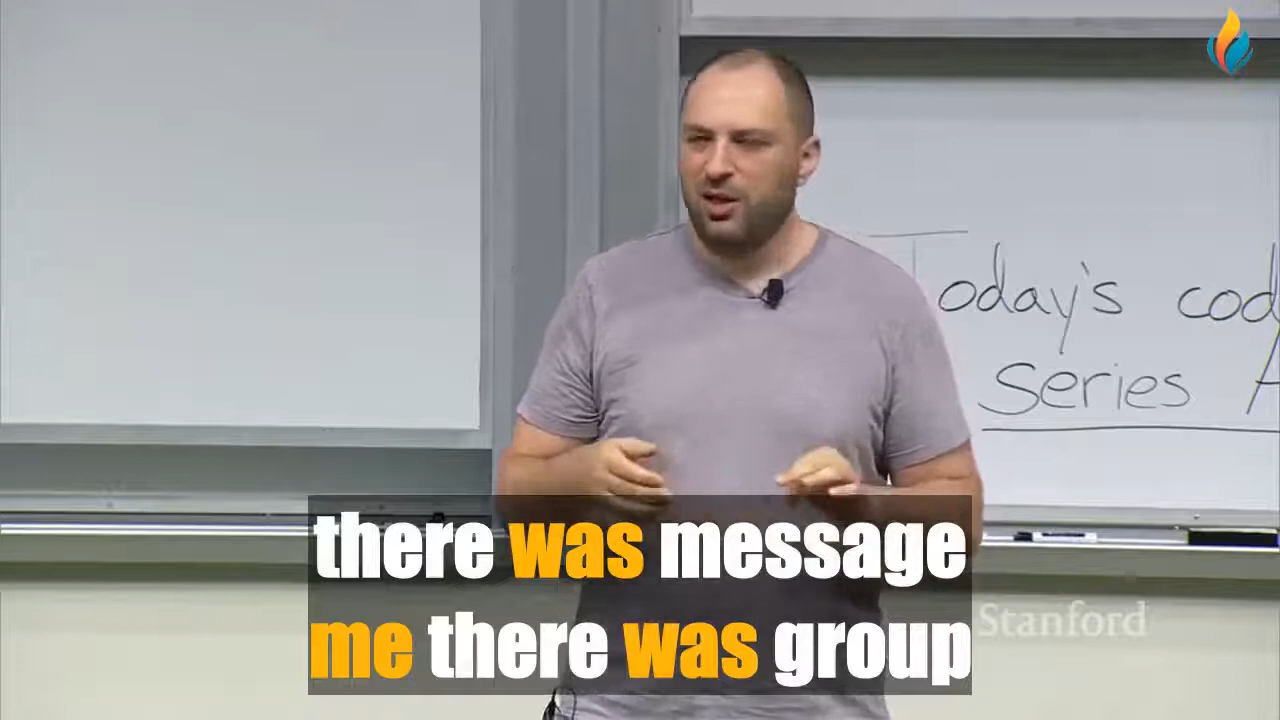 Today's cod
series A
there was message
me there was group
Stanford